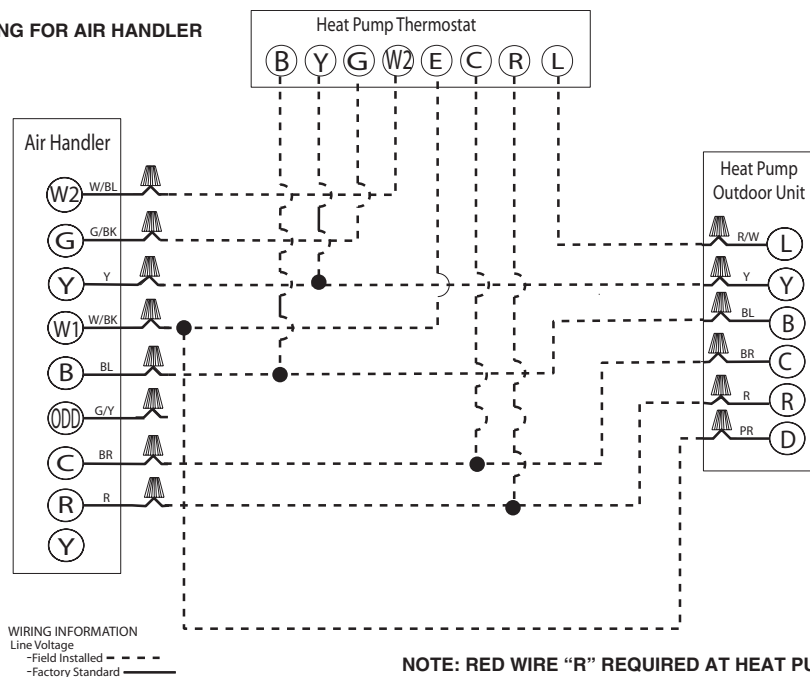 NG FOR AIR HANDLER
Heat Pump Thermostat
B Y G W2 E C R L
Air Handler
Heat Pump
Outdoor Unit
W2 W/BL
G G/BK
R/W L
Y Y
Y Y
W1 W/BK
BL B
B BL
BR C
ODD G/Y
R R
C BR
PR D
R R
Y
WIRING INFORMATION
Line Voltage
-Field Installed
-Factory Standard
NOTE: RED WIRE “R” REQUIRED AT HEAT PU